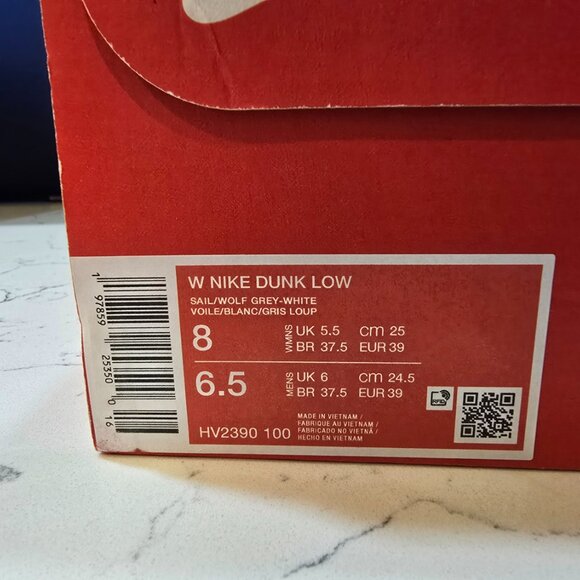 W NIKE DUNK LOW
SAIL/WOLF GREY-WHITE
VOILE/BLANC/GRIS LOUP
8 WMNS UK 5.5 cm 25
BR 37.5 EUR 39
6.5 MENS UK 6 cm 24.5
BR 37.5 EUR 39
HV2390 100
MADE IN VIETNAM /
FABRIQUÉ AU VIETNAM /
FABRICADO NO VIETNÃ /
HECHO EN VIETNAM
RFID
1 97859 25350 0 16